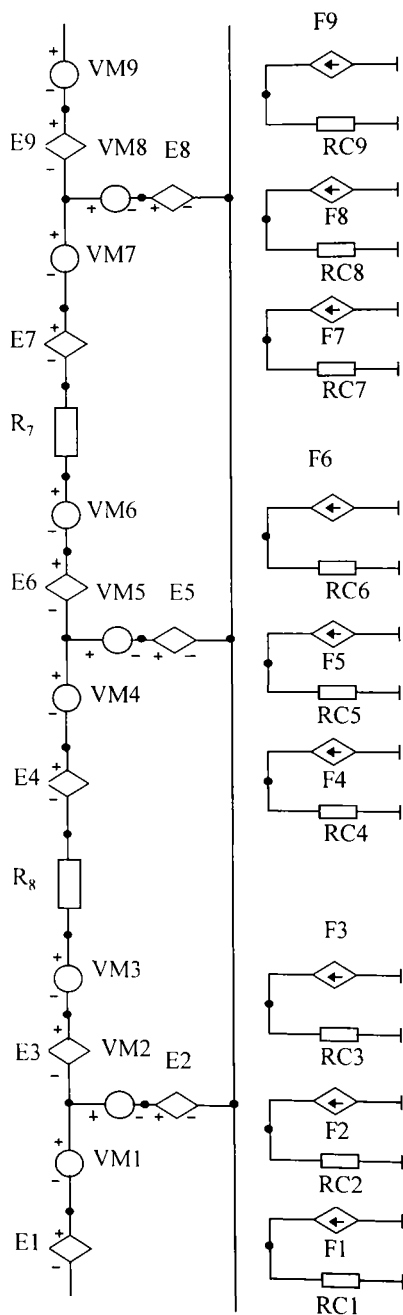 F9
+
VM9
−
RC9
+
E9
VM8
E8
−
+
−
+
−
F8
+
VM7
−
RC8
+
E7
−
F7
RC7
R₇
F6
+
VM6
−
+
E6
VM5
E5
−
RC6
+
−
+
−
F5
+
VM4
−
RC5
+
E4
−
F4
RC4
R₈
F3
+
VM3
−
+
E3
VM2
E2
−
RC3
+
−
+
−
F2
+
VM1
−
RC2
+
E1
−
F1
RC1